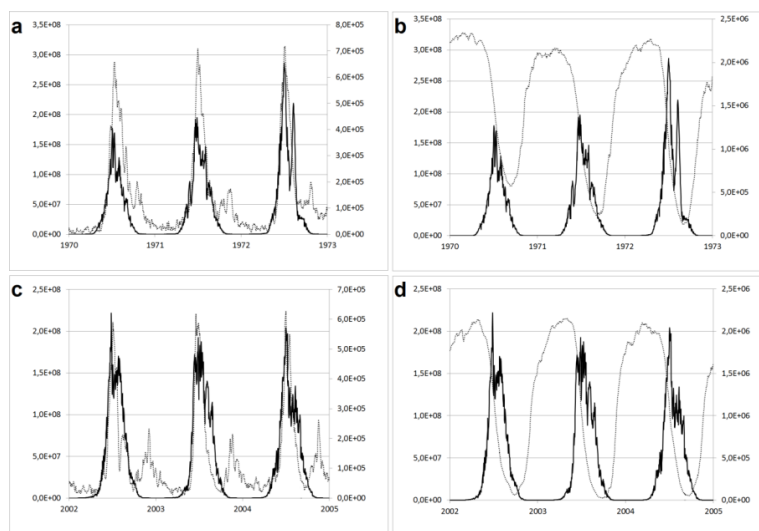 a
3,5E+08 8,0E+05
3,0E+08 7,0E+05
2,5E+08 6,0E+05
2,0E+08 5,0E+05
1,5E+08 4,0E+05
1,0E+08 3,0E+05
5,0E+07 2,0E+05
0,0E+00 1,0E+05
0,0E+00
1970 1971 1972 1973
b
3,5E+08 2,5E+06
3,0E+08 2,0E+06
2,5E+08 1,5E+06
2,0E+08 1,0E+06
1,5E+08 5,0E+05
1,0E+08 0,0E+00
5,0E+07
0,0E+00
1970 1971 1972 1973
c
2,5E+08 7,0E+05
2,0E+08 6,0E+05
1,5E+08 5,0E+05
1,0E+08 4,0E+05
5,0E+07 3,0E+05
0,0E+00 2,0E+05
1,0E+05
0,0E+00
2002 2003 2004 2005
d
2,5E+08 2,5E+06
2,0E+08 2,0E+06
1,5E+08 1,5E+06
1,0E+08 1,0E+06
5,0E+07 5,0E+05
0,0E+00 0,0E+00
2002 2003 2004 2005